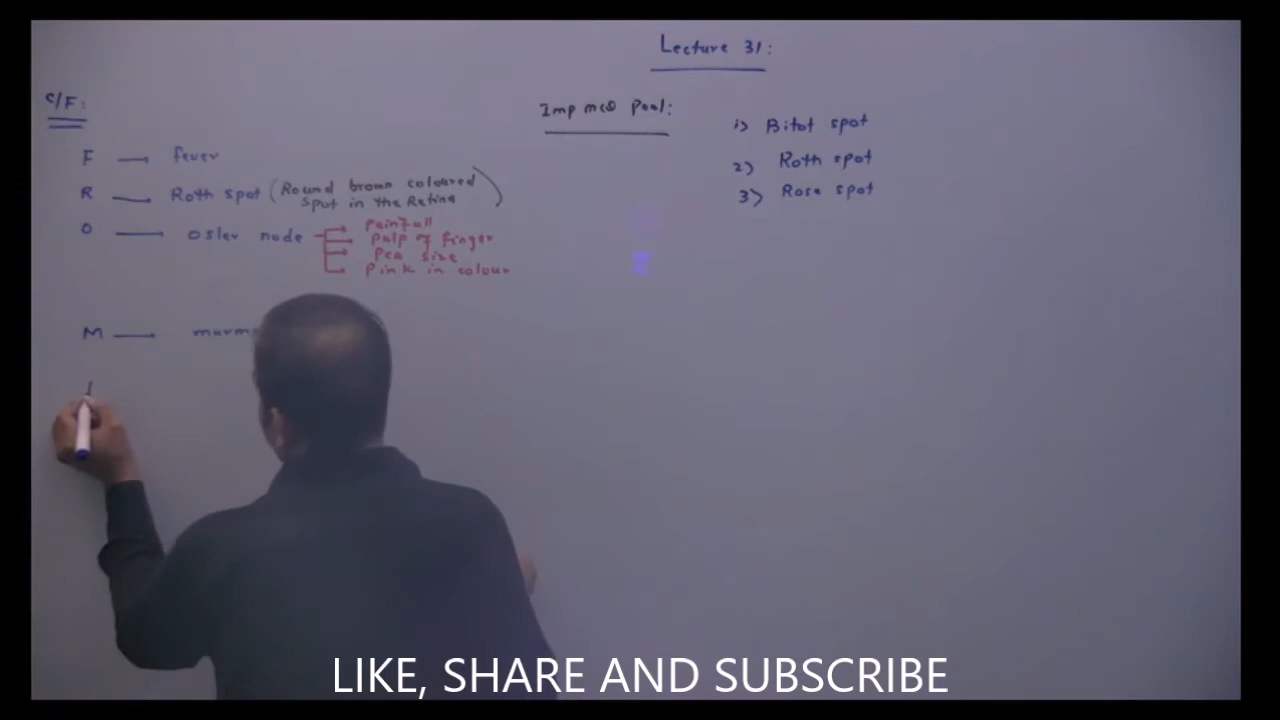 Lecture 31:
C/F:
F → fever
R → Roth spot (Round brown coloured
spot in the Retina)
O → osler node → Painfull
→ Pulp of finger
→ Pea size
→ Pink in colour
M →
Imp mcQ Pool:
1) Bitot spot
2) Roth spot
3) Rose spot
LIKE, SHARE AND SUBSCRIBE